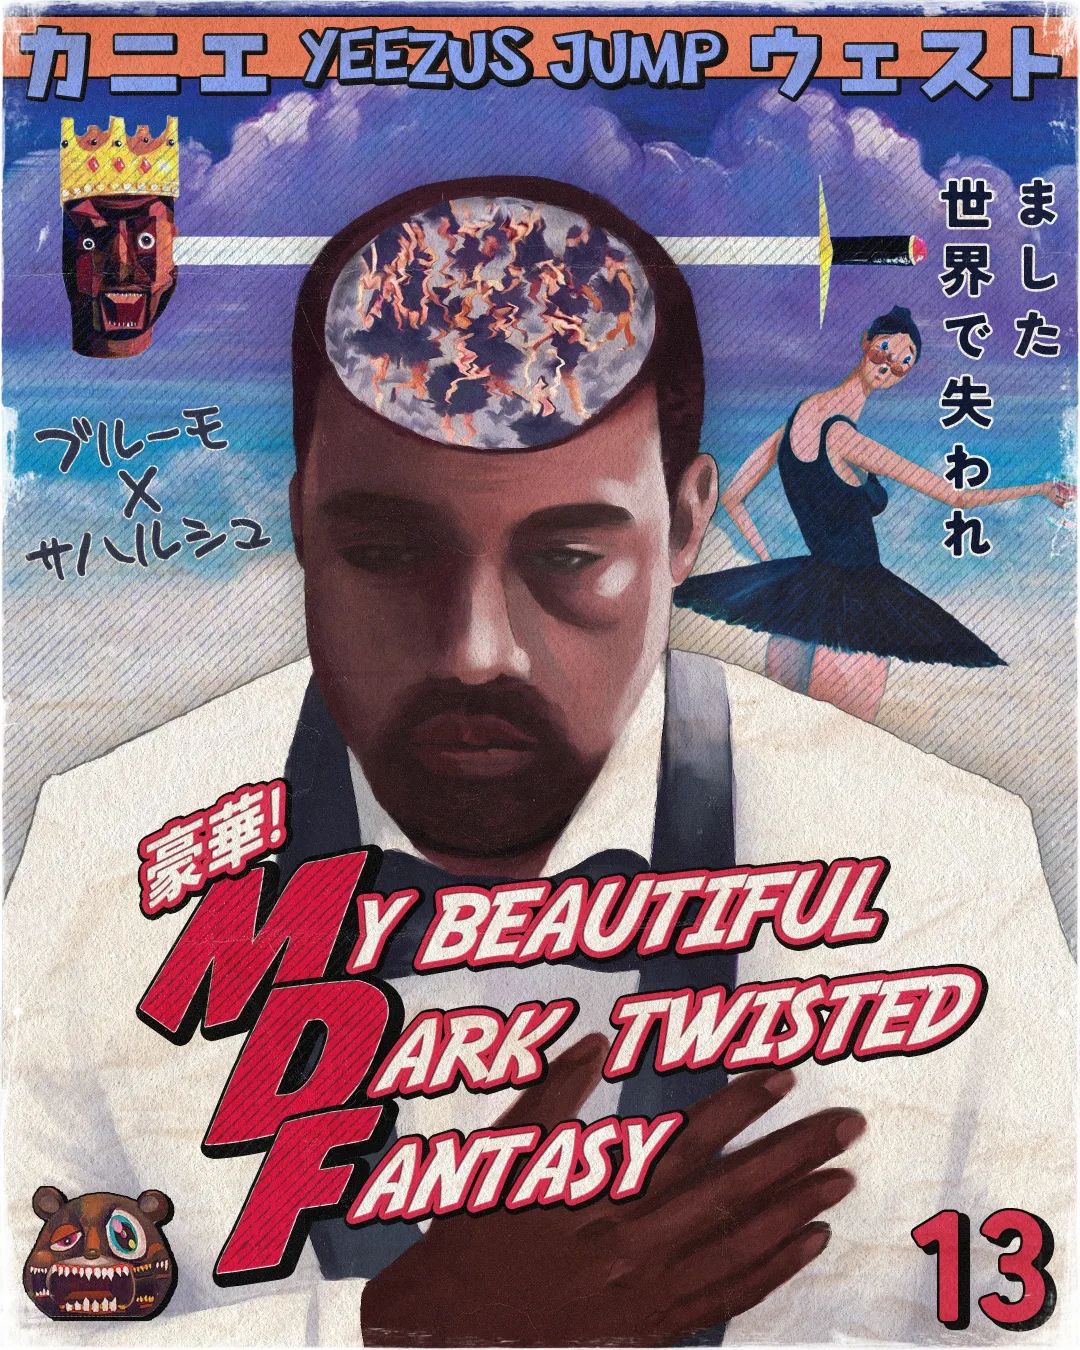 カニエ YEEZUS JUMP ウェスト
ました
世界で失われ
ブルーモ
X
サハルシユ
豪華!
MY BEAUTIFUL
DARK TWISTED
FANTASY
13